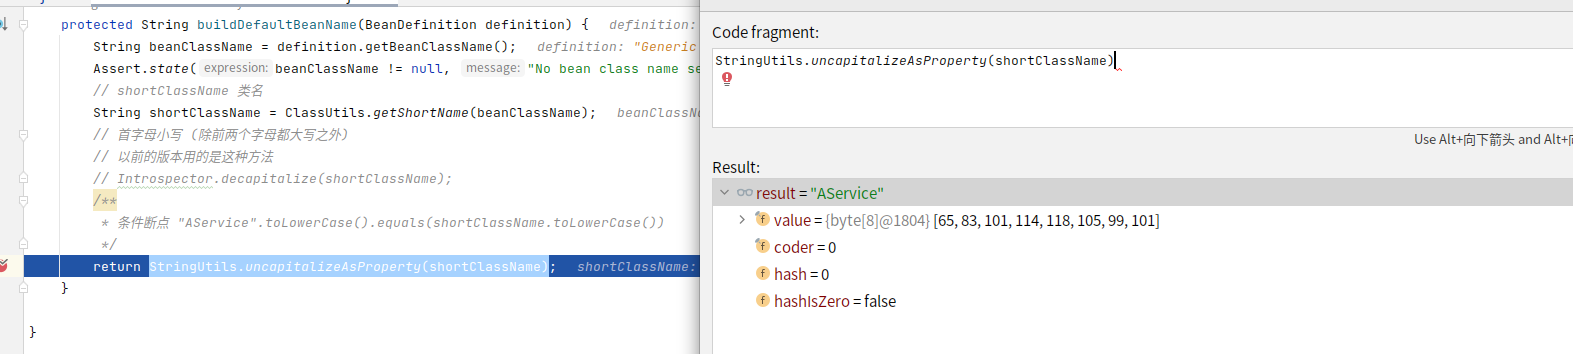 protected String buildDefaultBeanName(BeanDefinition definition) { definition:
String beanClassName = definition.getBeanClassName(); definition: "Generic
Assert.state( expression: beanClassName != null, message: "No bean class name se
// shortClassName 类名
String shortClassName = ClassUtils.getShortName(beanClassName); beanClassNa
// 首字母小写 (除前两个字母都大写之外)
// 以前的版本用的是这种方法
// Introspector.decapitalize(shortClassName);
/**
* 条件断点 "AService".toLowerCase().equals(shortClassName.toLowerCase())
*/
return StringUtils.uncapitalizeAsProperty(shortClassName); shortClassName:
}
}
Code fragment:
StringUtils.uncapitalizeAsProperty(shortClassName)
Use Alt+向下箭头 and Alt+
Result:
result = "AService"
value = {byte[8]@1804} [65, 83, 101, 114, 118, 105, 99, 101]
coder = 0
hash = 0
hashIsZero = false